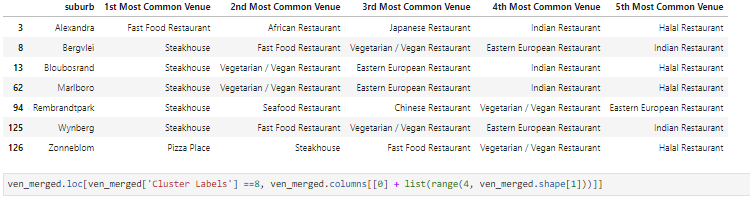 suburb 1st Most Common Venue 2nd Most Common Venue 3rd Most Common Venue 4th Most Common Venue 5th Most Common Venue
3 Alexandra Fast Food Restaurant African Restaurant Japanese Restaurant Indian Restaurant Halal Restaurant
8 Bergvlei Steakhouse Fast Food Restaurant Vegetarian / Vegan Restaurant Eastern European Restaurant Indian Restaurant
13 Bloubosrand Steakhouse Vegetarian / Vegan Restaurant Eastern European Restaurant Indian Restaurant Halal Restaurant
62 Marlboro Steakhouse Vegetarian / Vegan Restaurant Eastern European Restaurant Indian Restaurant Halal Restaurant
94 Rembrandtpark Steakhouse Seafood Restaurant Chinese Restaurant Vegetarian / Vegan Restaurant Eastern European Restaurant
125 Wynberg Steakhouse Fast Food Restaurant Vegetarian / Vegan Restaurant Eastern European Restaurant Indian Restaurant
126 Zonneblom Pizza Place Steakhouse Fast Food Restaurant Vegetarian / Vegan Restaurant Halal Restaurant
ven_merged.loc[ven_merged['Cluster Labels'] ==8, ven_merged.columns[[0] + list(range(4, ven_merged.shape[1]))]]